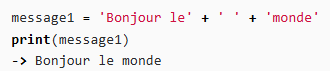 message1 = 'Bonjour le' + ' ' + 'monde'
print(message1)
-> Bonjour le monde